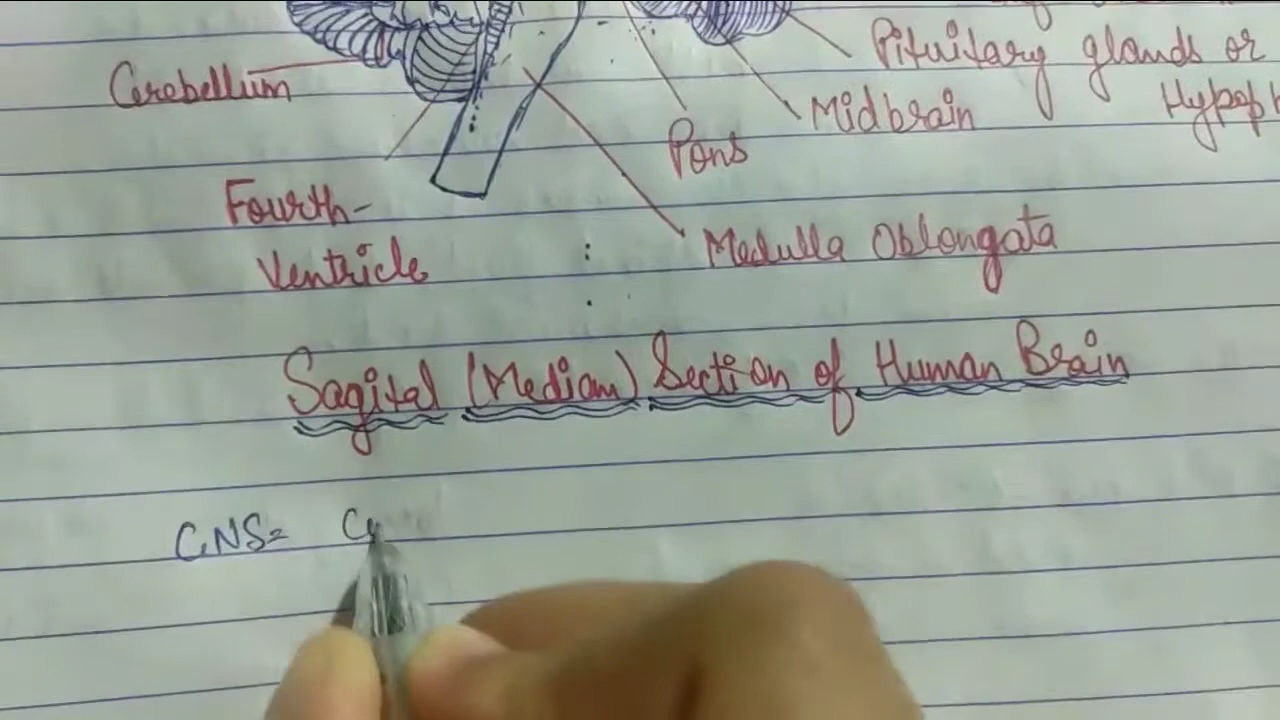 Pituitary glands or
Cerebellum
Midbrain
Pons
Fourth-
Ventricle
Medulla Oblongata
Sagital (Median) Section of Human Brain
CNS=